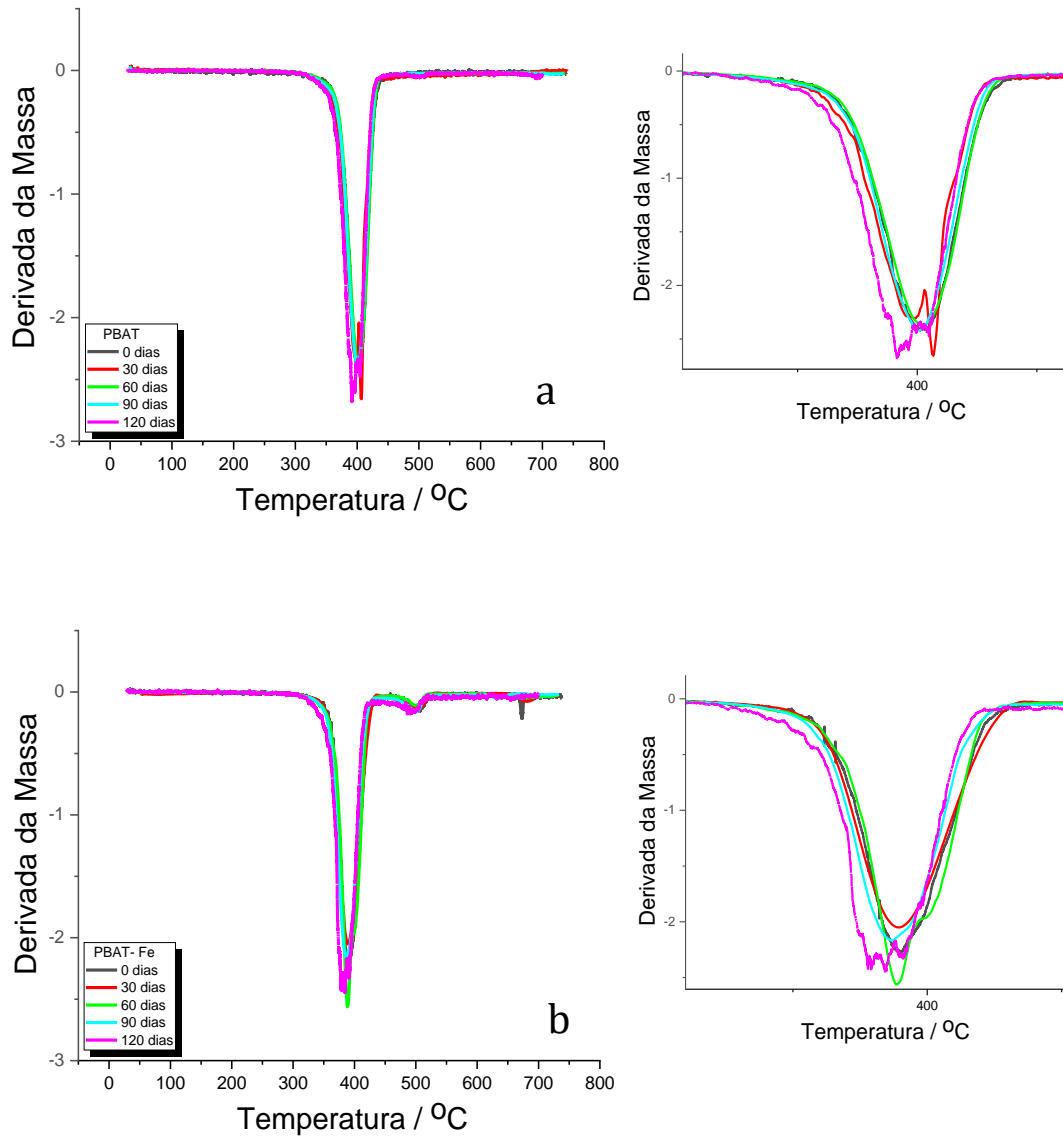 0
-1
-2
-3
Derivada da Massa
PBAT
0 dias
30 dias
60 dias
90 dias
120 dias
a
0 100 200 300 400 500 600 700 800
Temperatura / ºC
0
-1
-2
Derivada da Massa
400
Temperatura / ºC
0
-1
-2
-3
Derivada da Massa
PBAT- Fe
0 dias
30 dias
60 dias
90 dias
120 dias
b
0 100 200 300 400 500 600 700 800
Temperatura / ºC
0
-1
-2
Derivada da Massa
400
Temperatura / ºC